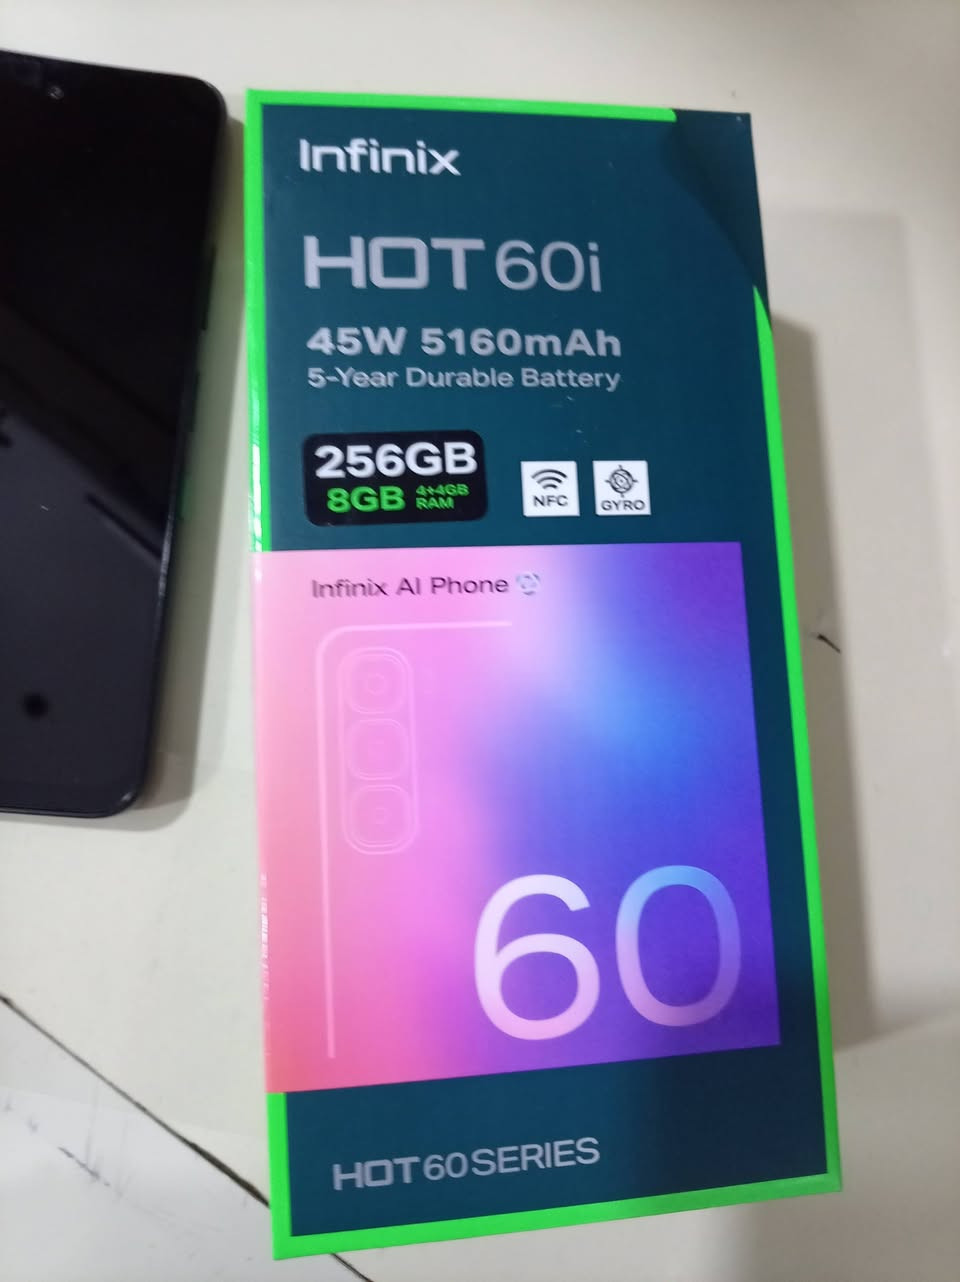 Infinix
HOT 60i
45W 5160mAh
5-Year Durable Battery
256GB
8GB 4+4GB RAM
NFC
GYRO
Infinix AI Phone
60
HOT 60 SERIES